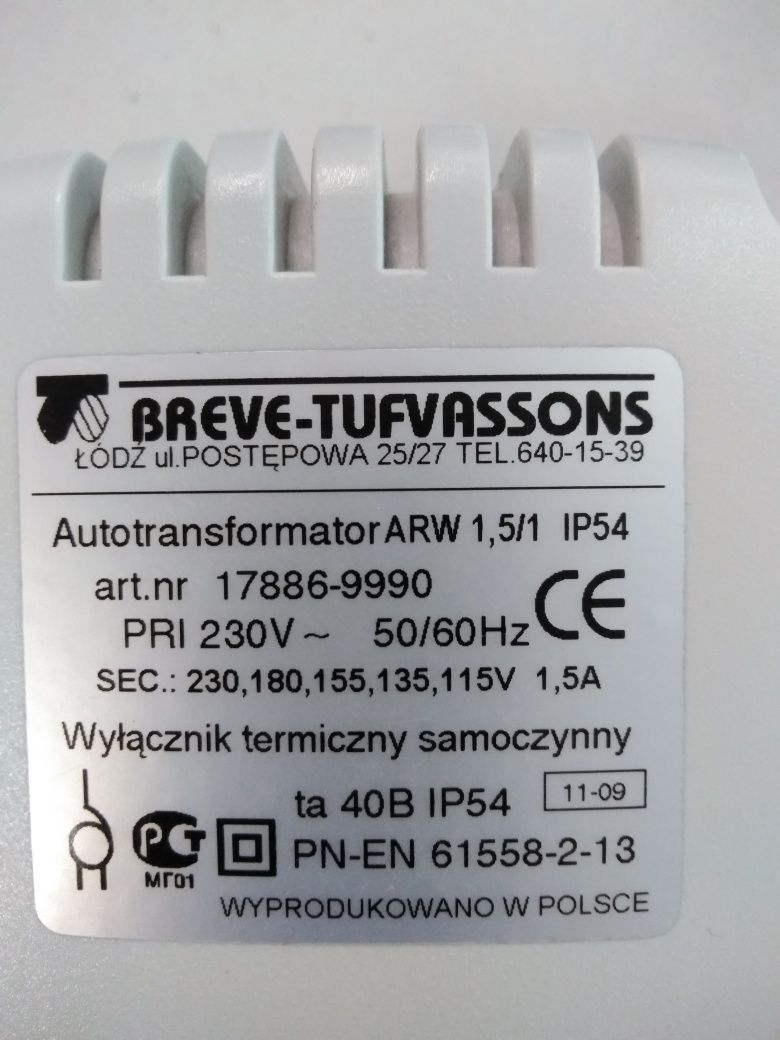 BREVE-TUFVASSONS
ŁÓDŹ ul.POSTĘPOWA 25/27 TEL.640-15-39
Autotransformator ARW 1,5/1 IP54
art.nr 17886-9990
CE
PRI 230V ~ 50/60Hz
SEC.: 230,180,155,135,115V 1,5A
Wyłącznik termiczny samoczynny
ta 40B IP54 11-09
РСТ
МГ01
PN-EN 61558-2-13
WYPRODUKOWANO W POLSCE